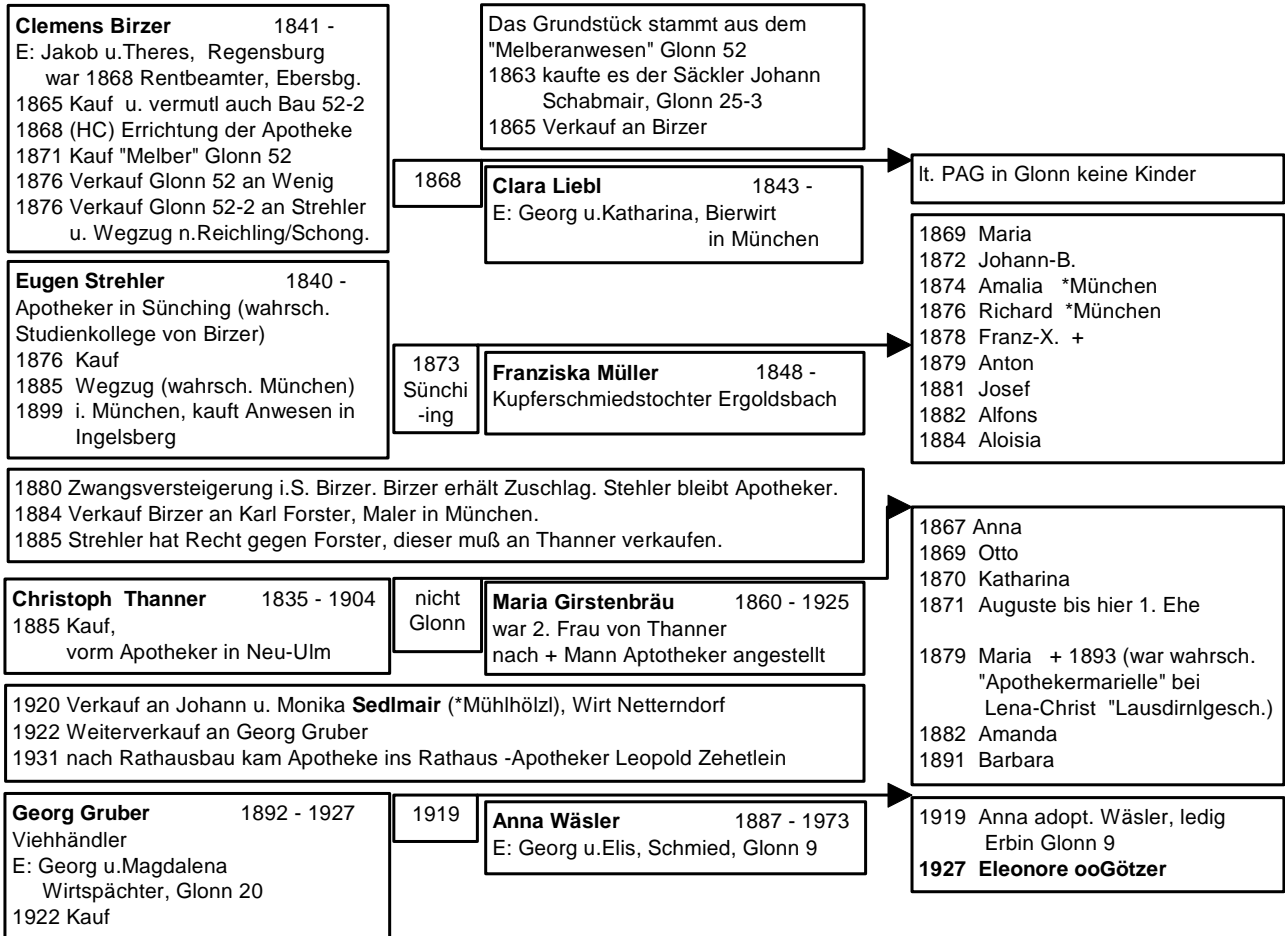 Clemens Birzer 1841 -
E: Jakob u.Theres, Regensburg
war 1868 Rentbeamter, Ebersbg.
1865 Kauf u. vermutl auch Bau 52-2
1868 (HC) Errichtung der Apotheke
1871 Kauf "Melber" Glonn 52
1876 Verkauf Glonn 52 an Wenig
1876 Verkauf Glonn 52-2 an Strehler
u. Wegzug n.Reichling/Schong.
Das Grundstück stammt aus dem
"Melberanwesen" Glonn 52
1863 kaufte es der Säckler Johann
Schabmair, Glonn 25-3
1865 Verkauf an Birzer
1868
Clara Liebl 1843 -
E: Georg u.Katharina, Bierwirt
in München
lt. PAG in Glonn keine Kinder
Eugen Strehler 1840 -
Apotheker in Sünching (wahrsch.
Studienkollege von Birzer)
1876 Kauf
1885 Wegzug (wahrsch. München)
1899 i. München, kauft Anwesen in
Ingelsberg
1873
Sünchi
-ing
Franziska Müller 1848 -
Kupferschmiedstochter Ergoldsbach
1869 Maria
1872 Johann-B.
1874 Amalia *München
1876 Richard *München
1878 Franz-X. +
1879 Anton
1881 Josef
1882 Alfons
1884 Aloisia
1880 Zwangsversteigerung i.S. Birzer. Birzer erhält Zuschlag. Stehler bleibt Apotheker.
1884 Verkauf Birzer an Karl Forster, Maler in München.
1885 Strehler hat Recht gegen Forster, dieser muß an Thanner verkaufen.
Christoph Thanner 1835 - 1904
1885 Kauf,
vorm Apotheker in Neu-Ulm
nicht
Glonn
Maria Girstenbräu 1860 - 1925
war 2. Frau von Thanner
nach + Mann Aptotheker angestellt
1867 Anna
1869 Otto
1870 Katharina
1871 Auguste bis hier 1. Ehe
1879 Maria + 1893 (war wahrsch.
"Apothekermarielle" bei
Lena-Christ "Lausdirnlgesch.)
1882 Amanda
1891 Barbara
1920 Verkauf an Johann u. Monika Sedlmair (*Mühlhölzl), Wirt Netterndorf
1922 Weiterverkauf an Georg Gruber
1931 nach Rathausbau kam Apotheke ins Rathaus -Apotheker Leopold Zehetlein
Georg Gruber 1892 - 1927
Viehhändler
E: Georg u.Magdalena
Wirtspächter, Glonn 20
1922 Kauf
1919
Anna Wäsler 1887 - 1973
E: Georg u.Elis, Schmied, Glonn 9
1919 Anna adopt. Wäsler, ledig
Erbin Glonn 9
1927 Eleonore ooGötzer